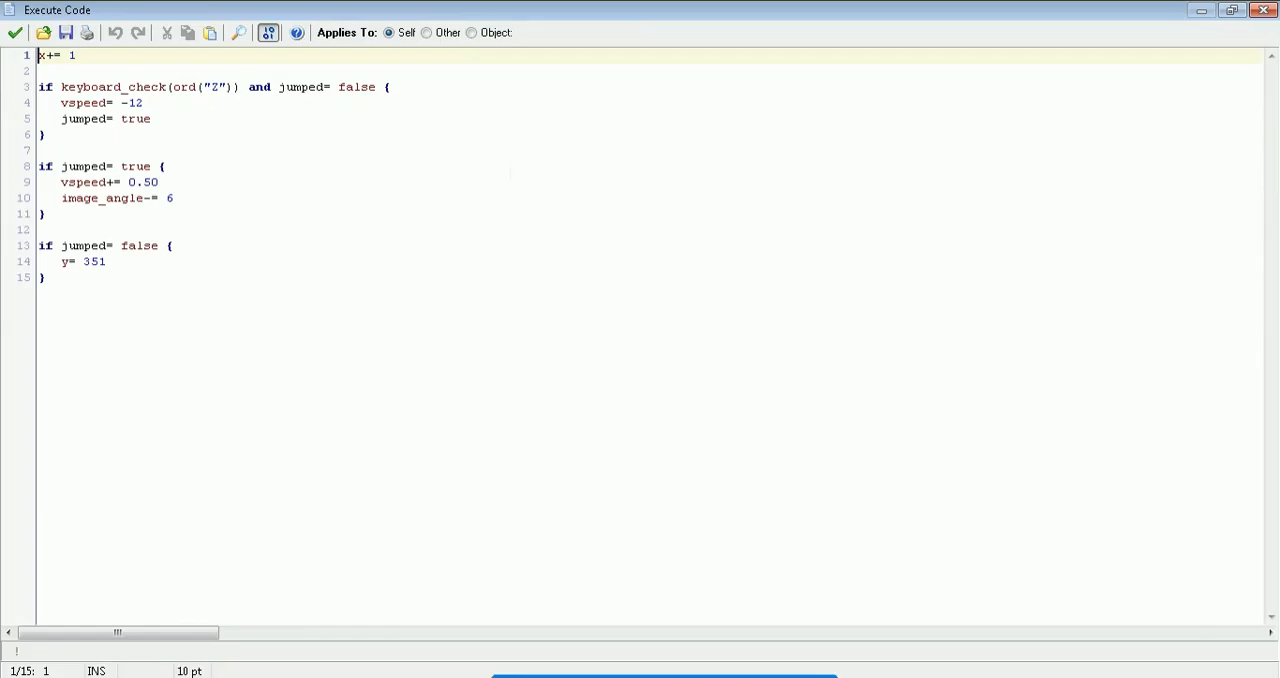 Execute Code
Applies To: Self Other Object:
1 x+= 1
2
3 if keyboard_check(ord("Z")) and jumped= false {
4 vspeed= -12
5 jumped= true
6 }
7
8 if jumped= true {
9 vspeed+= 0.50
10 image_angle-= 6
11 }
12
13 if jumped= false {
14 y= 351
15 }
!
1/15: 1 INS 10 pt